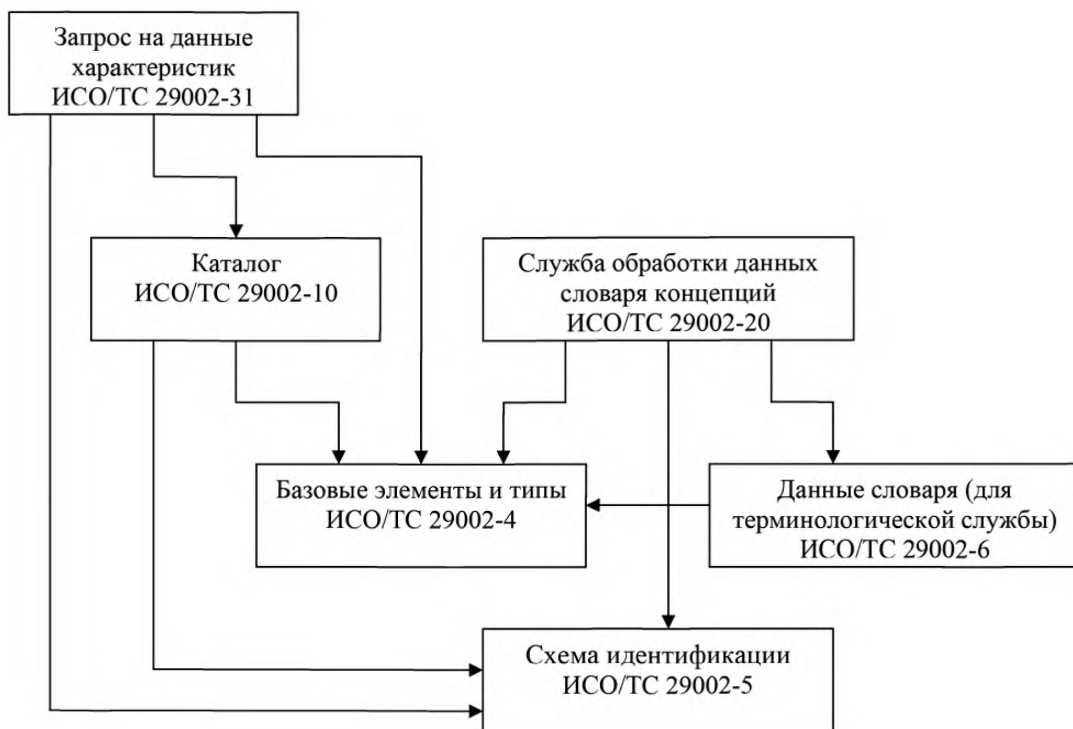 Запрос на данные
характеристик
ИСО/ТС 29002-31
Каталог
ИСО/ТС 29002-10
Служба обработки данных
словаря концепций
ИСО/ТС 29002-20
Базовые элементы и типы
ИСО/ТС 29002-4
Данные словаря (для
терминологической службы)
ИСО/ТС 29002-6
Схема идентификации
ИСО/ТС 29002-5